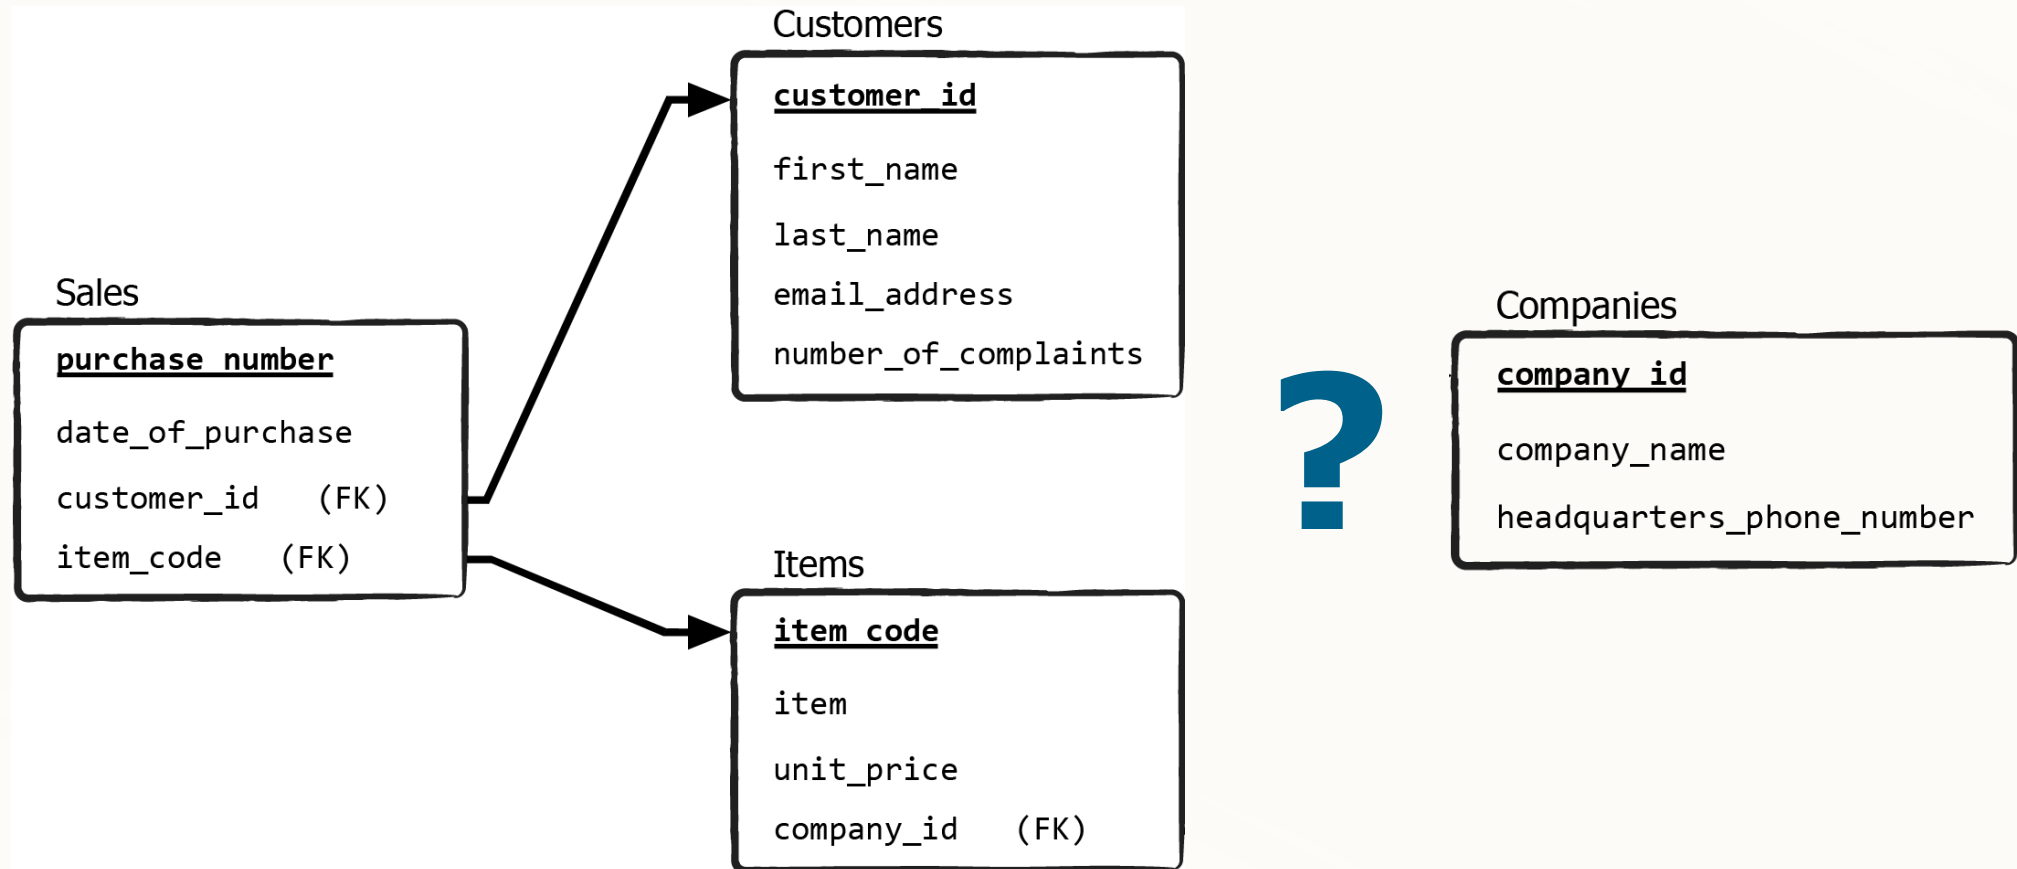 Sales
purchase_number
date_of_purchase
customer_id (FK)
item_code (FK)
Customers
customer_id
first_name
last_name
email_address
number_of_complaints
Items
item_code
item
unit_price
company_id (FK)
?
Companies
company_id
company_name
headquarters_phone_number